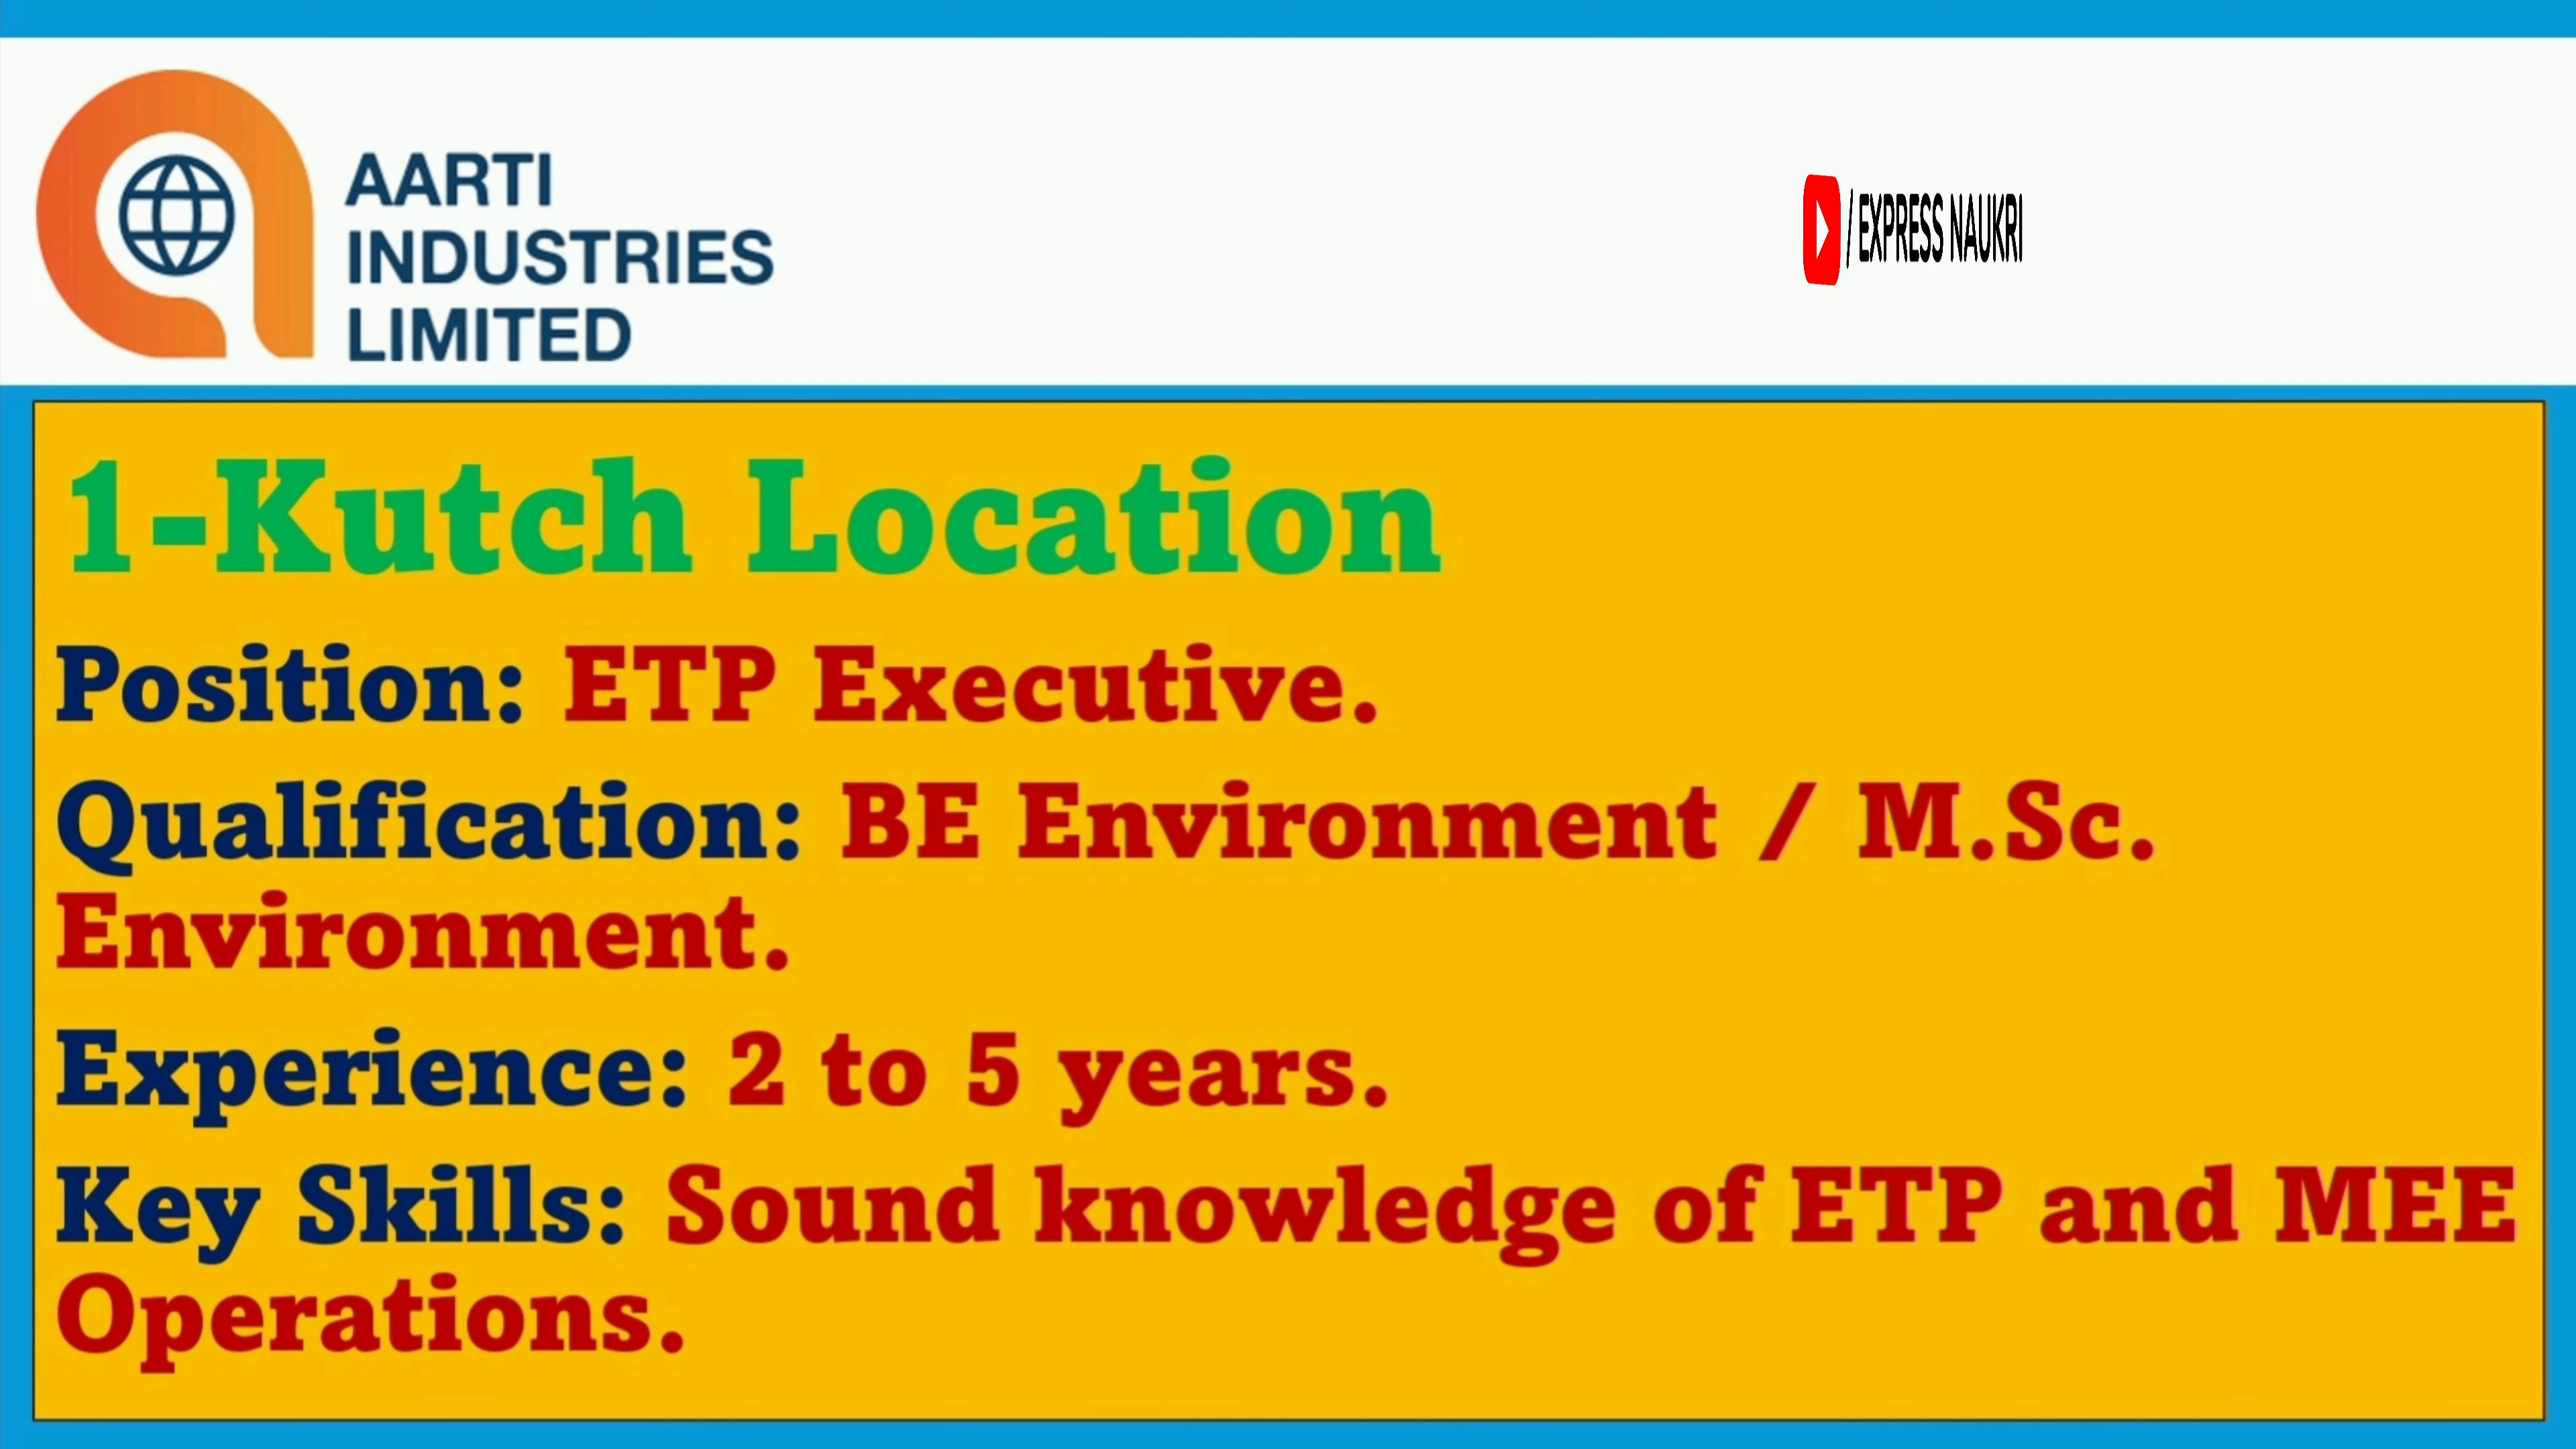 AARTI
INDUSTRIES
LIMITED
/EXPRESS NAUKRI
1-Kutch Location
Position: ETP Executive.
Qualification: BE Environment / M.Sc.
Environment.
Experience: 2 to 5 years.
Key Skills: Sound knowledge of ETP and MEE
Operations.